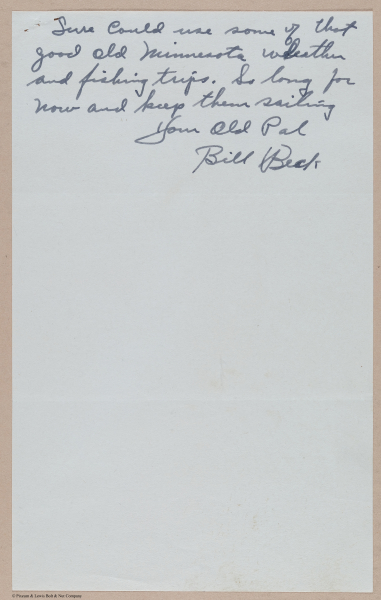 Sure Could use some of that
good old Minnesota weather
and fishing trips. So long for
now and keep them sailing
Your Old Pal
Bill Beck